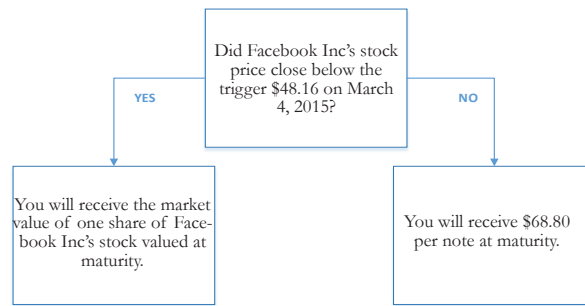 Did Facebook Inc's stock
price close below the
trigger $48.16 on March
4, 2015?
YES
NO
You will receive the market
value of one share of Face-
book Inc's stock valued at
maturity.
You will receive $68.80
per note at maturity.